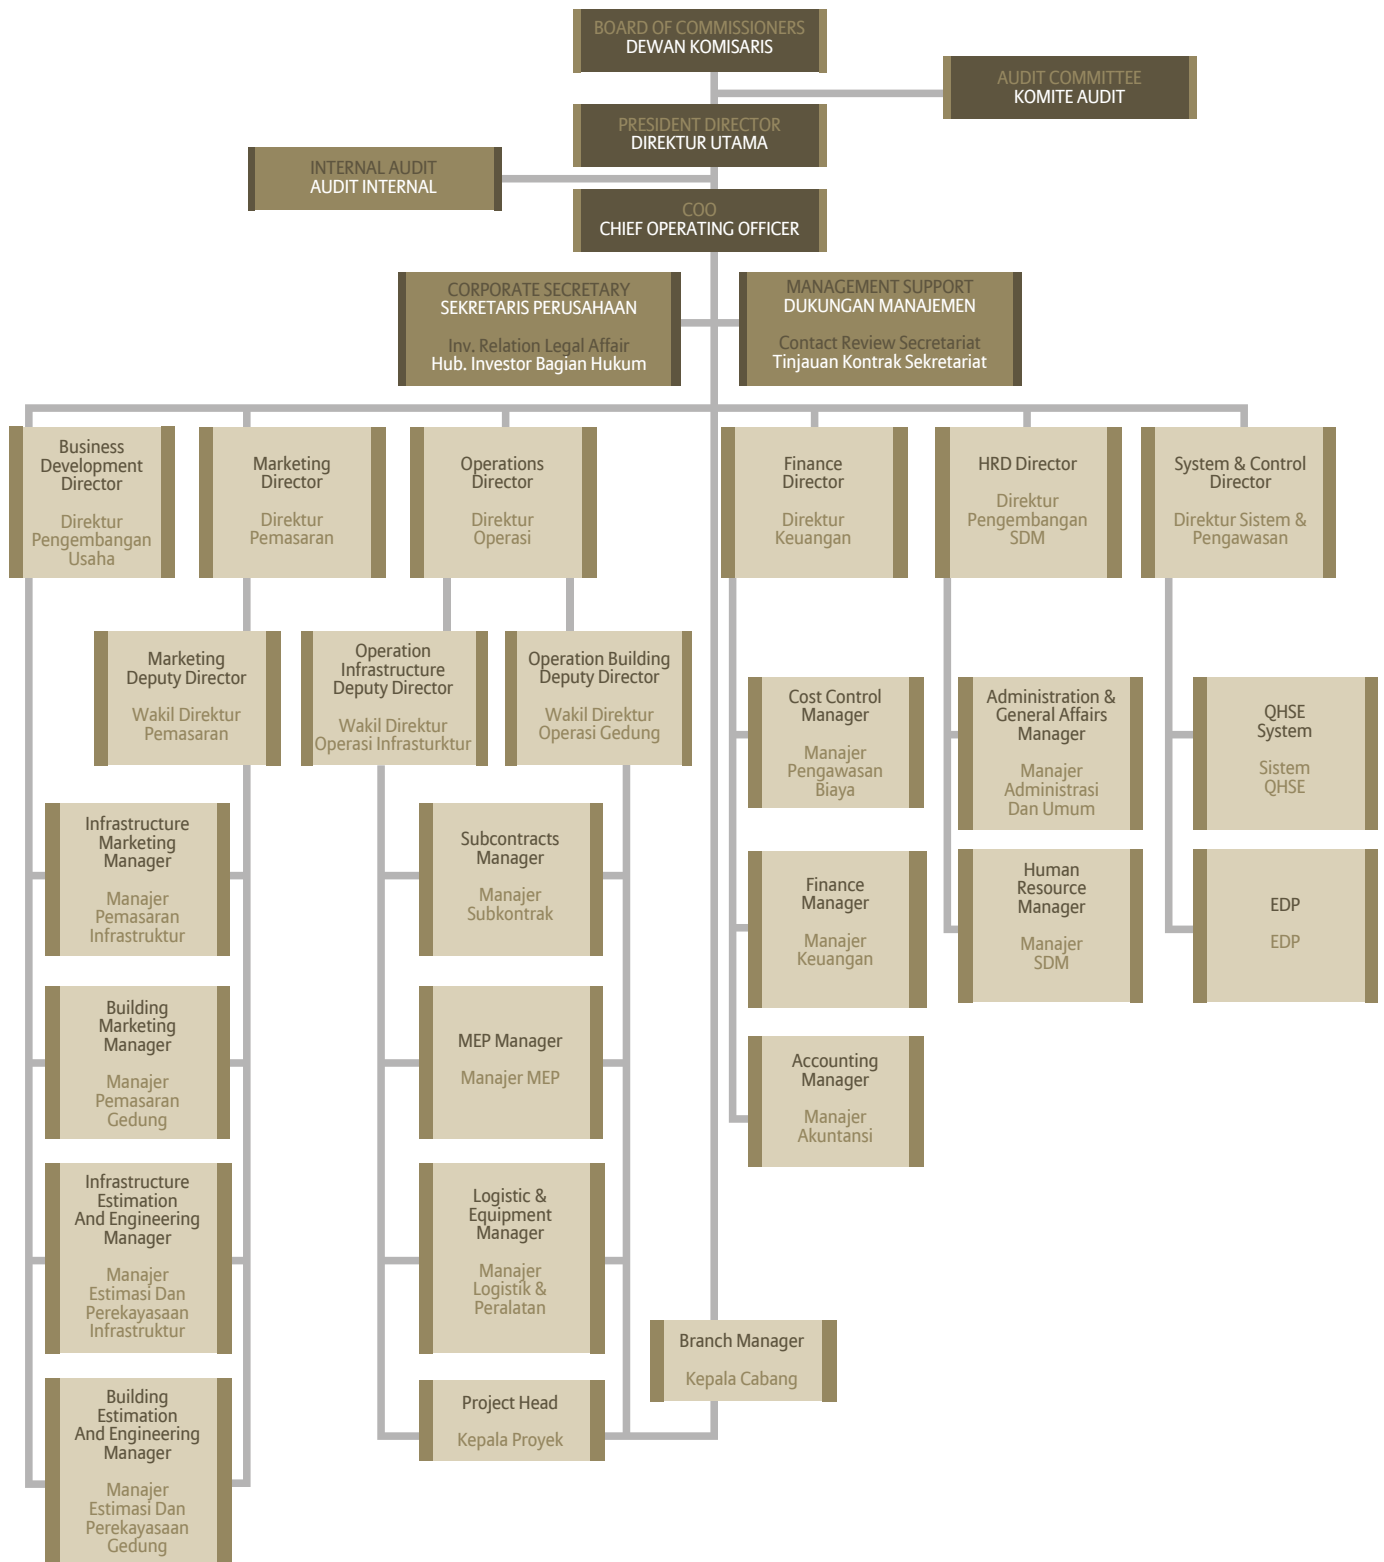 BOARD OF COMMISSIONERS
DEWAN KOMISARIS
AUDIT COMMITTEE
KOMITE AUDIT
PRESIDENT DIRECTOR
DIREKTUR UTAMA
INTERNAL AUDIT
AUDIT INTERNAL
COO
CHIEF OPERATING OFFICER
CORPORATE SECRETARY
SEKRETARIS PERUSAHAAN
Inv. Relation Legal Affair
Hub. Investor Bagian Hukum
MANAGEMENT SUPPORT
DUKUNGAN MANAJEMEN
Contact Review Secretariat
Tinjauan Kontrak Sekretariat
Business
Development
Director
Direktur
Pengembangan
Usaha
Marketing
Director
Direktur
Pemasaran
Operations
Director
Direktur
Operasi
Finance
Director
Direktur
Keuangan
HRD Director
Direktur
Pengembangan
SDM
System & Control
Director
Direktur Sistem &
Pengawasan
Marketing
Deputy Director
Wakil Direktur
Pemasaran
Operation
Infrastructure
Deputy Director
Wakil Direktur
Operasi Infrasturktur
Operation Building
Deputy Director
Wakil Direktur
Operasi Gedung
Cost Control
Manager
Manajer
Pengawasan
Biaya
Administration &
General Affairs
Manager
Manajer
Administrasi
Dan Umum
QHSE
System
Sistem
QHSE
Infrastructure
Marketing
Manager
Manajer
Pemasaran
Infrastruktur
Subcontracts
Manager
Manajer
Subkontrak
Finance
Manager
Manajer
Keuangan
Human
Resource
Manager
Manajer
SDM
EDP
EDP
Building
Marketing
Manager
Manajer
Pemasaran
Gedung
MEP Manager
Manajer MEP
Accounting
Manager
Manajer
Akuntansi
Infrastructure
Estimation
And Engineering
Manager
Manajer
Estimasi Dan
Perekayasaan
Infrastruktur
Logistic &
Equipment
Manager
Manajer
Logistik &
Peralatan
Branch Manager
Kepala Cabang
Building
Estimation
And Engineering
Manager
Manajer
Estimasi Dan
Perekayasaan
Gedung
Project Head
Kepala Proyek